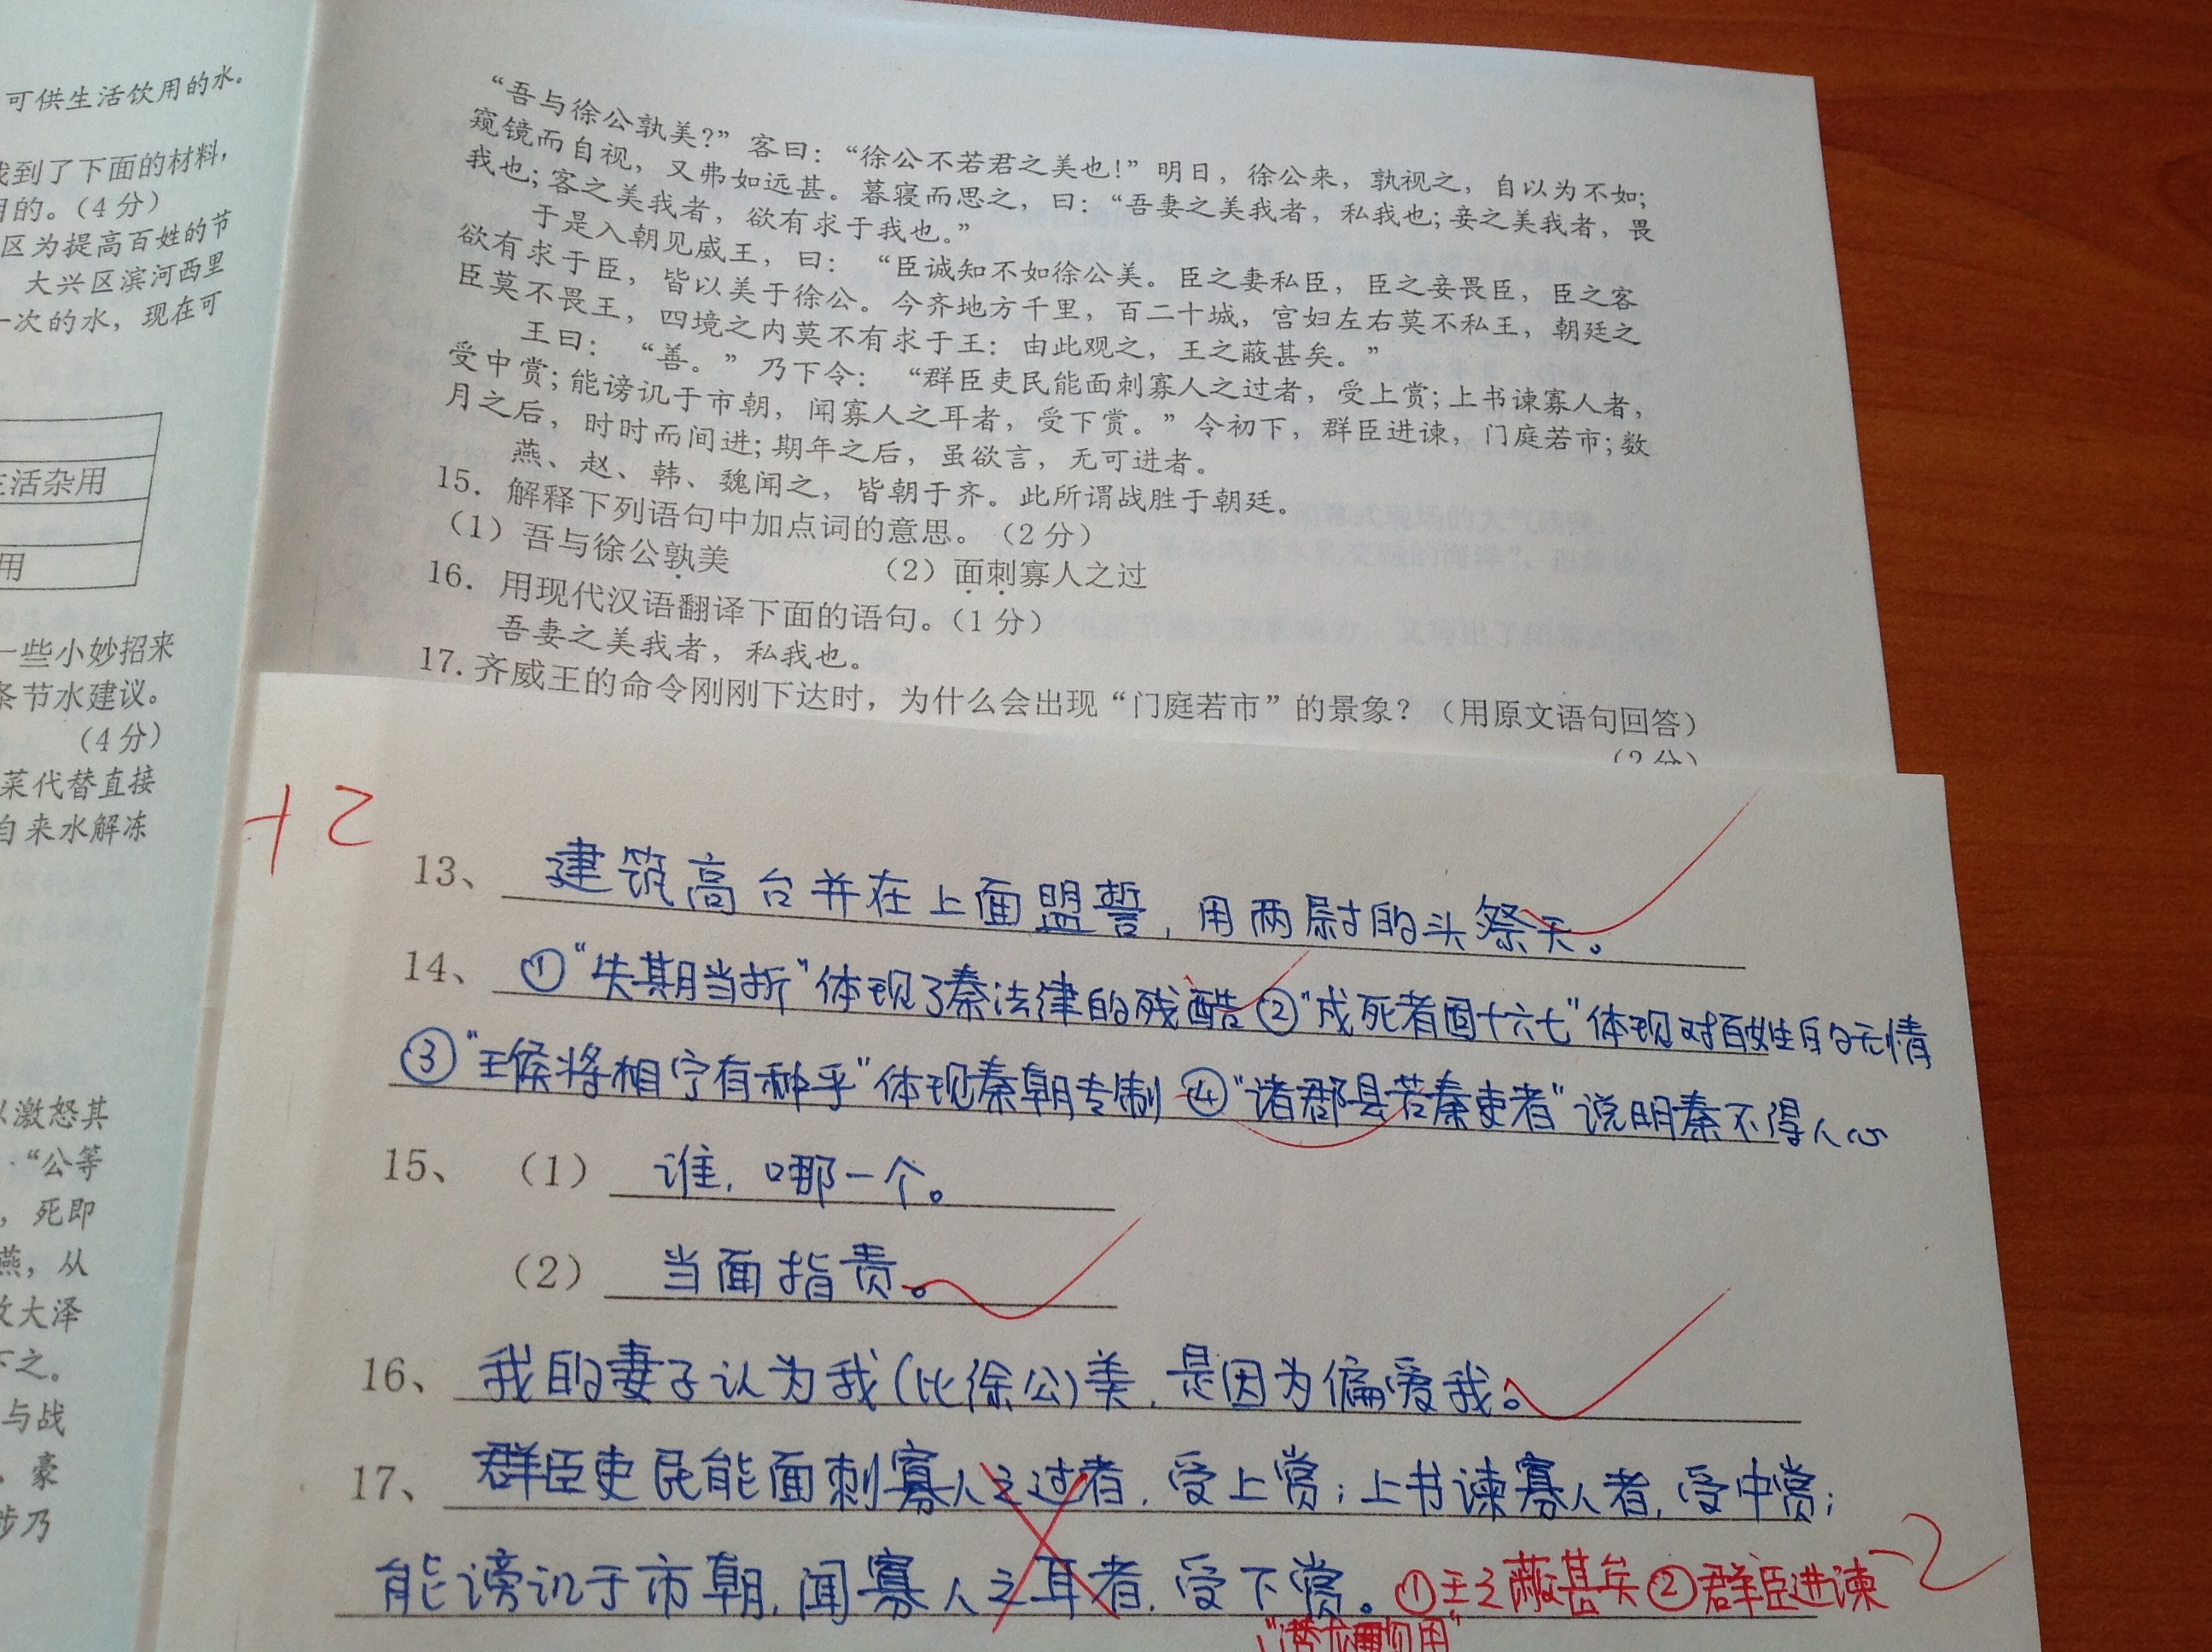 可供生活饮用的水。
找到了下面的材料，
目的。（4分）
区为提高百姓的节
大兴区滨河西里
一次的水，现在可
生活杂用
用
一些小妙招来
条节水建议。
（4分）
菜代替直接
自来水解冻
以激怒其
“公等
，死即
燕，从
攻大泽
下之。
与战
、豪
涉乃
“吾与徐公孰美？”客曰：“徐公不若君之美也！”明日，徐公来，孰视之，自以为不如；
窥镜而自视，又弗如远甚。暮寝而思之，曰：“吾妻之美我者，私我也；妾之美我者，畏
我也；客之美我者，欲有求于我也。”
于是入朝见威王，曰：“臣诚知不如徐公美。臣之妻私臣，臣之妾畏臣，臣之客
欲有求于臣，皆以美于徐公。今齐地方千里，百二十城，宫妇左右莫不私王，朝廷之
臣莫不畏王，四境之内莫不有求于王：由此观之，王之蔽甚矣。”
王曰：“善。”乃下令：“群臣吏民能面刺寡人之过者，受上赏；上书谏寡人者，
受中赏；能谤讥于市朝，闻寡人之耳者，受下赏。”令初下，群臣进谏，门庭若市；数
月之后，时时而间进；期年之后，虽欲言，无可进者。
燕、赵、韩、魏闻之，皆朝于齐。此所谓战胜于朝廷。
15．解释下列语句中加点词的意思。（2分）
（1）吾与徐公孰美 （2）面刺寡人之过
16．用现代汉语翻译下面的语句。（1分）
吾妻之美我者，私我也。
17．齐威王的命令刚刚下达时，为什么会出现“门庭若市”的景象？（用原文语句回答）
（2分）
+2
13、建筑高台并在上面盟誓，用两尉的头祭天。
14、①“失期当折”体现了秦法律的残酷②“戍死者固十六七”体现对百姓的无情
③“王侯将相宁有种乎”体现秦朝专制④“诸郡县苦秦吏者”说明秦不得人心
15、（1）谁，哪一个。
（2）当面指责。
16、我的妻子认为我(比徐公)美，是因为偏爱我。
17、群臣吏民能面刺寡人之过者，受上赏；上书谏寡人者，受中赏；
能谤讥于市朝，闻寡人之耳者，受下赏。①王之蔽甚矣②群臣进谏 -2